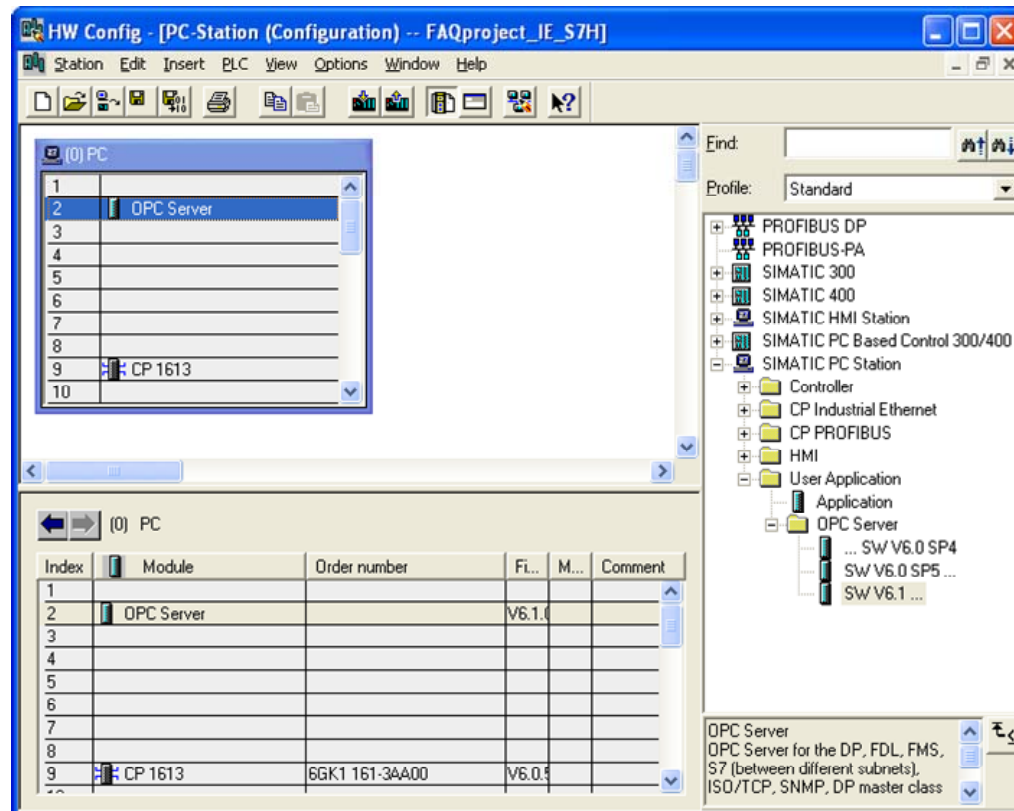 HW Config - [PC-Station (Configuration) -- FAQproject_IE_S7H]
Station Edit Insert PLC View Options Window Help
(0) PC
1
2 OPC Server
3
4
5
6
7
8
9 CP 1613
10
Find:
Profile: Standard
PROFIBUS DP
PROFIBUS-PA
SIMATIC 300
SIMATIC 400
SIMATIC HMI Station
SIMATIC PC Based Control 300/400
SIMATIC PC Station
Controller
CP Industrial Ethernet
CP PROFIBUS
HMI
User Application
Application
OPC Server
... SW V6.0 SP4
SW V6.0 SP5 ...
SW V6.1 ...
(0) PC
Index Module Order number Fi... M... Comment
1
2 OPC Server V6.1.0
3
4
5
6
7
8
9 CP 1613 6GK1 161-3AA00 V6.0.5
OPC Server
OPC Server for the DP, FDL, FMS,
S7 (between different subnets),
ISO/TCP, SNMP, DP master class